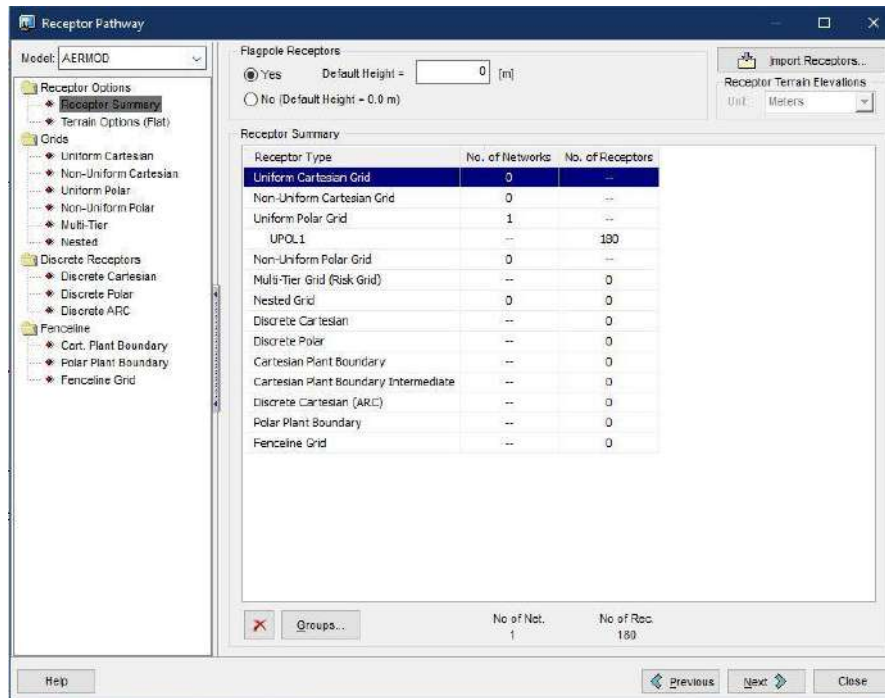 Receptor Pathway
Model: AERMOD
Receptor Options
Receptor Summary
Terrain Options (Flat)
Grids
Uniform Cartesian
Non-Uniform Cartesian
Uniform Polar
Non-Uniform Polar
Multi-Tier
Nested
Discrete Receptors
Discrete Cartesian
Discrete Polar
Discrete ARC
Fenceline
Cart. Plant Boundary
Polar Plant Boundary
Fenceline Grid
Flagpole Receptors
Yes Default Height = 0 [m]
No (Default Height = 0.0 m)
Import Receptors...
Receptor Terrain Elevations
Unit: Meters
Receptor Summary
Receptor Type No. of Networks No. of Receptors
Uniform Cartesian Grid 0 --
Non-Uniform Cartesian Grid 0 --
Uniform Polar Grid 1 --
UPOL1 -- 180
Non-Uniform Polar Grid 0 --
Multi-Tier Grid (Risk Grid) -- 0
Nested Grid 0 0
Discrete Cartesian -- 0
Discrete Polar -- 0
Cartesian Plant Boundary -- 0
Cartesian Plant Boundary Intermediate -- 0
Discrete Cartesian (ARC) -- 0
Polar Plant Boundary -- 0
Fenceline Grid -- 0
Groups...
No of Net. No of Rec.
1 180
Help
Previous Next Close